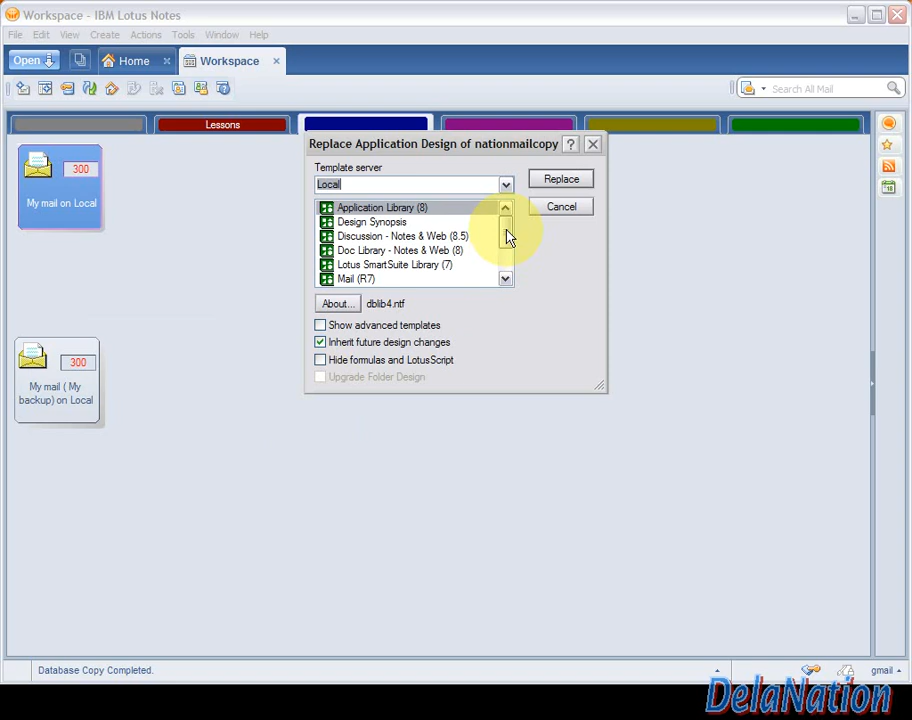 Workspace - IBM Lotus Notes
File Edit View Create Actions Tools Window Help
Open Home Workspace
Search All Mail
Lessons
Replace Application Design of nationmailcopy ?
Template server
Local
Replace
Cancel
Application Library (8)
Design Synopsis
Discussion - Notes & Web (8.5)
Doc Library - Notes & Web (8)
Lotus SmartSuite Library (7)
Mail (R7)
About... dblib4.ntf
Show advanced templates
Inherit future design changes
Hide formulas and LotusScript
Upgrade Folder Design
300
My mail on Local
300
My mail ( My
backup) on Local
Database Copy Completed.
gmail
DelaNation